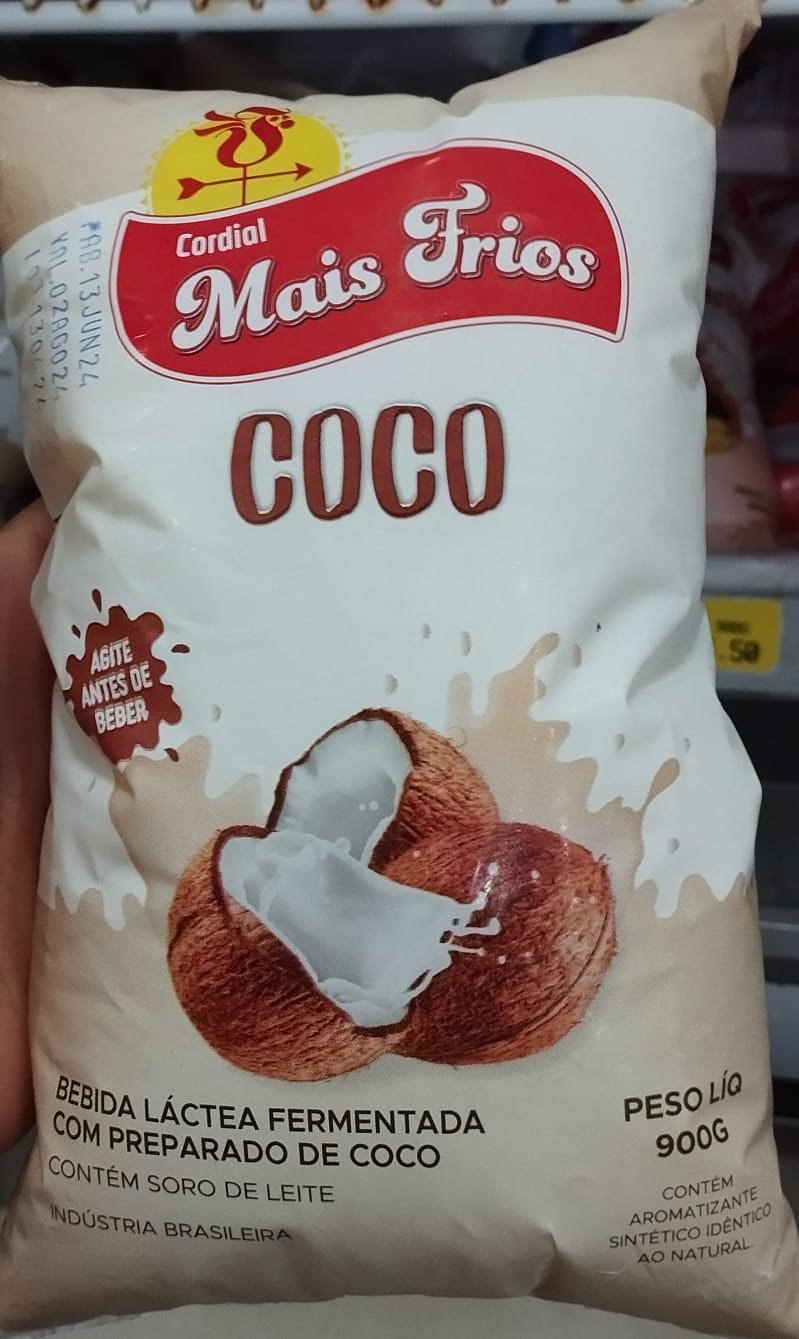 Cordial
Mais Frios
FAB.13JUN24
VAL.02AGO24
COCO
AGITE
ANTES DE
BEBER
.50
BEBIDA LÁCTEA FERMENTADA
COM PREPARADO DE COCO
CONTÉM SORO DE LEITE
INDÚSTRIA BRASILEIRA
PESO LÍQ
900G
CONTÉM
AROMATIZANTE
SINTÉTICO IDÊNTICO
AO NATURAL.